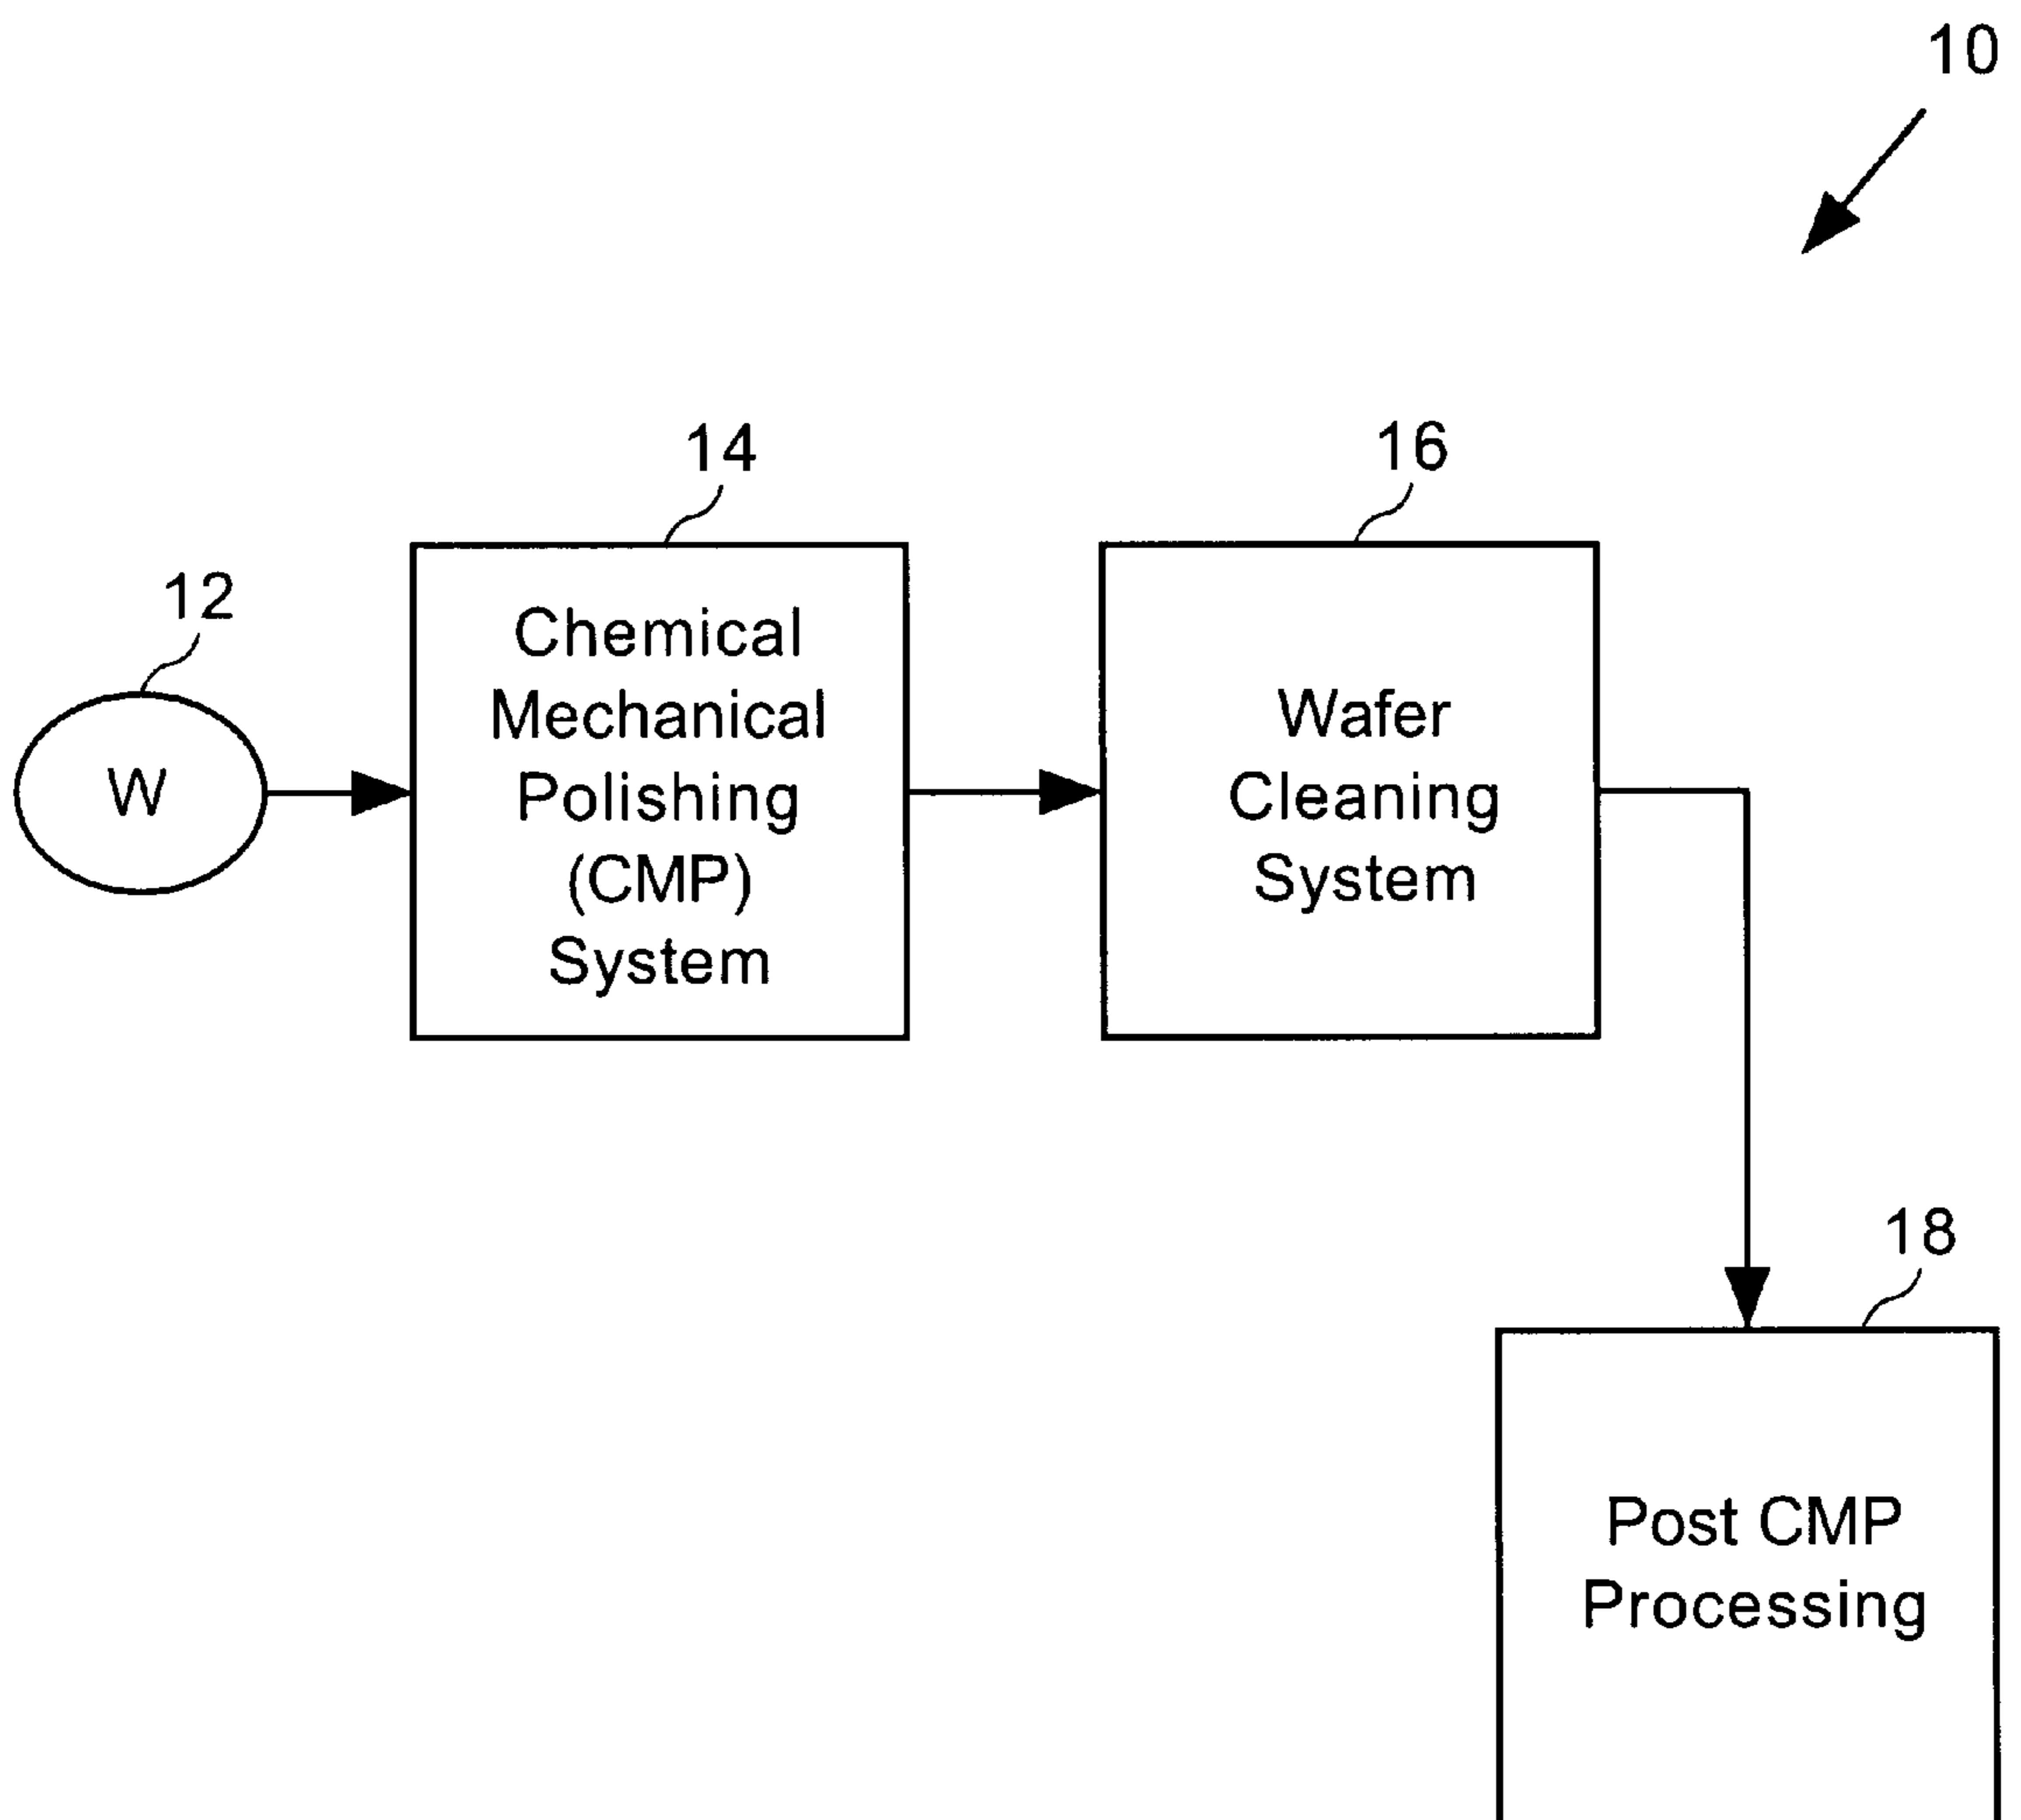 10
14
16
12
Chemical
Mechanical
Polishing
(CMP)
System
Wafer
Cleaning
System
W
18
Post CMP
Processing